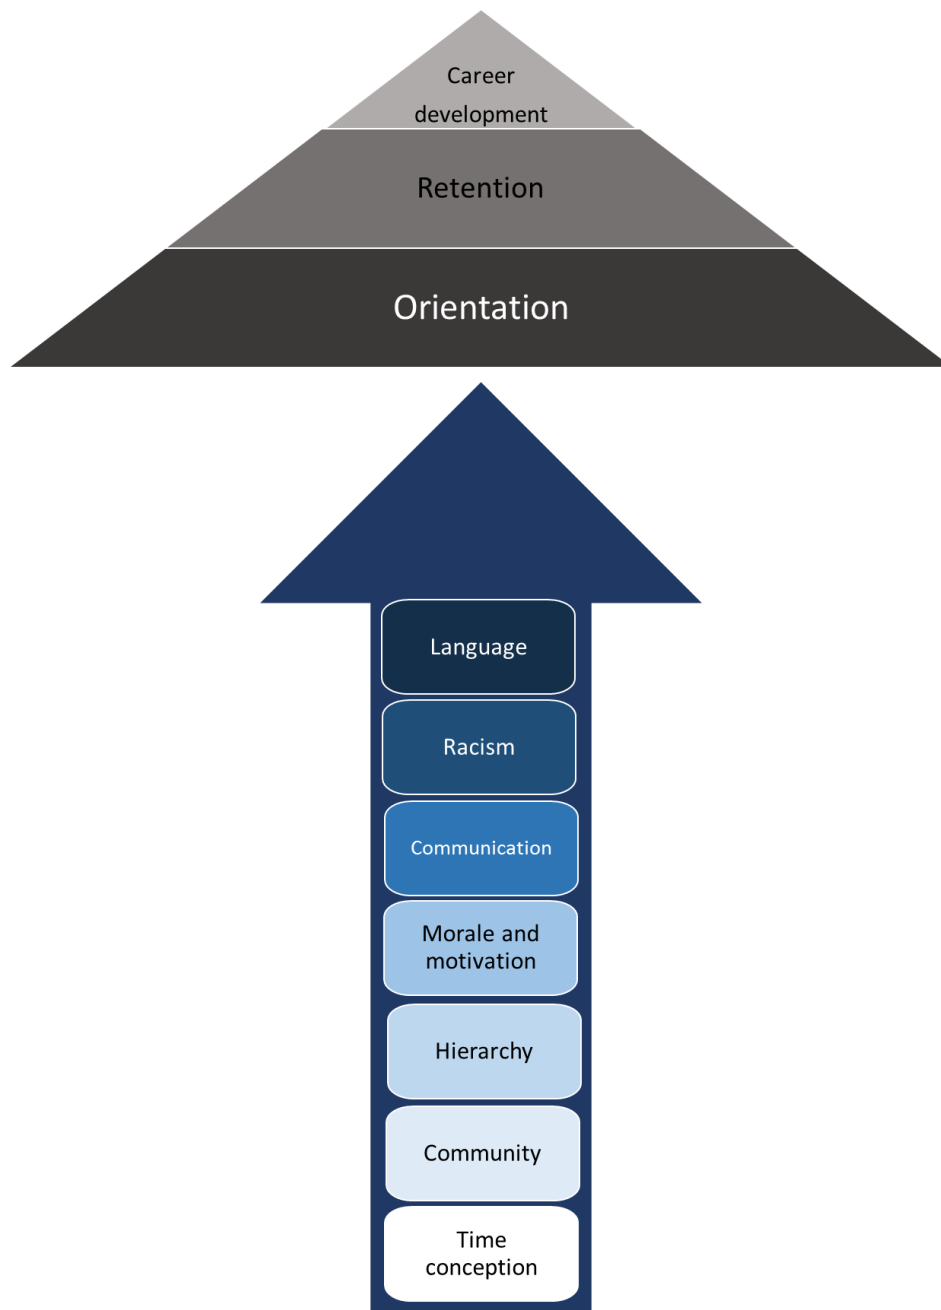 Career
development
Retention
Orientation
Language
Racism
Communication
Morale and
motivation
Hierarchy
Community
Time
conception